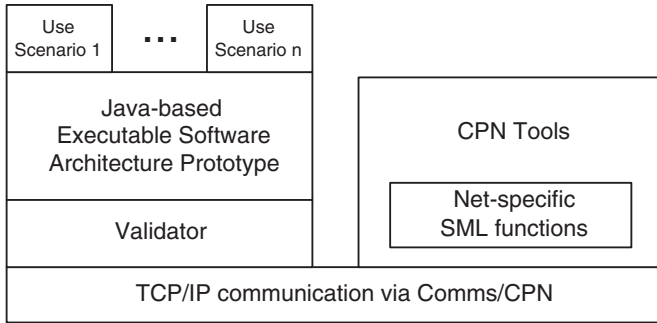 Use
Scenario 1
...
Use
Scenario n
Java-based
Executable Software
Architecture Prototype
Validator
CPN Tools
Net-specific
SML functions
TCP/IP communication via Comms/CPN